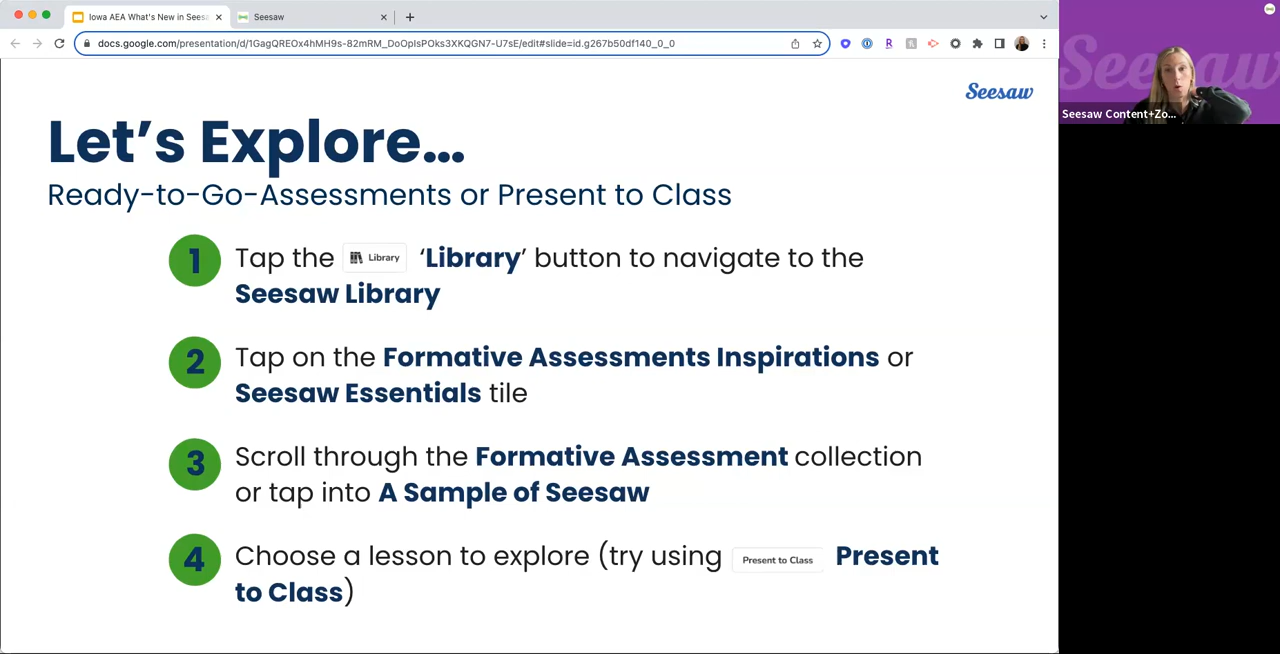 Iowa AEA What's New in Sees
Seesaw
docs.google.com/presentation/d/1GagQREOx4hMH9s-82mRM_DoOpIsPOks3XKQGN7-U7sE/edit#slide=id.g267b50df140_0_0
Seesaw
Seesaw
Seesaw Content+Zo...
Let's Explore...
Ready-to-Go-Assessments or Present to Class
1
Tap the Library 'Library' button to navigate to the
Seesaw Library
2
Tap on the Formative Assessments Inspirations or
Seesaw Essentials tile
3
Scroll through the Formative Assessment collection
or tap into A Sample of Seesaw
4
Choose a lesson to explore (try using Present to Class Present
to Class)